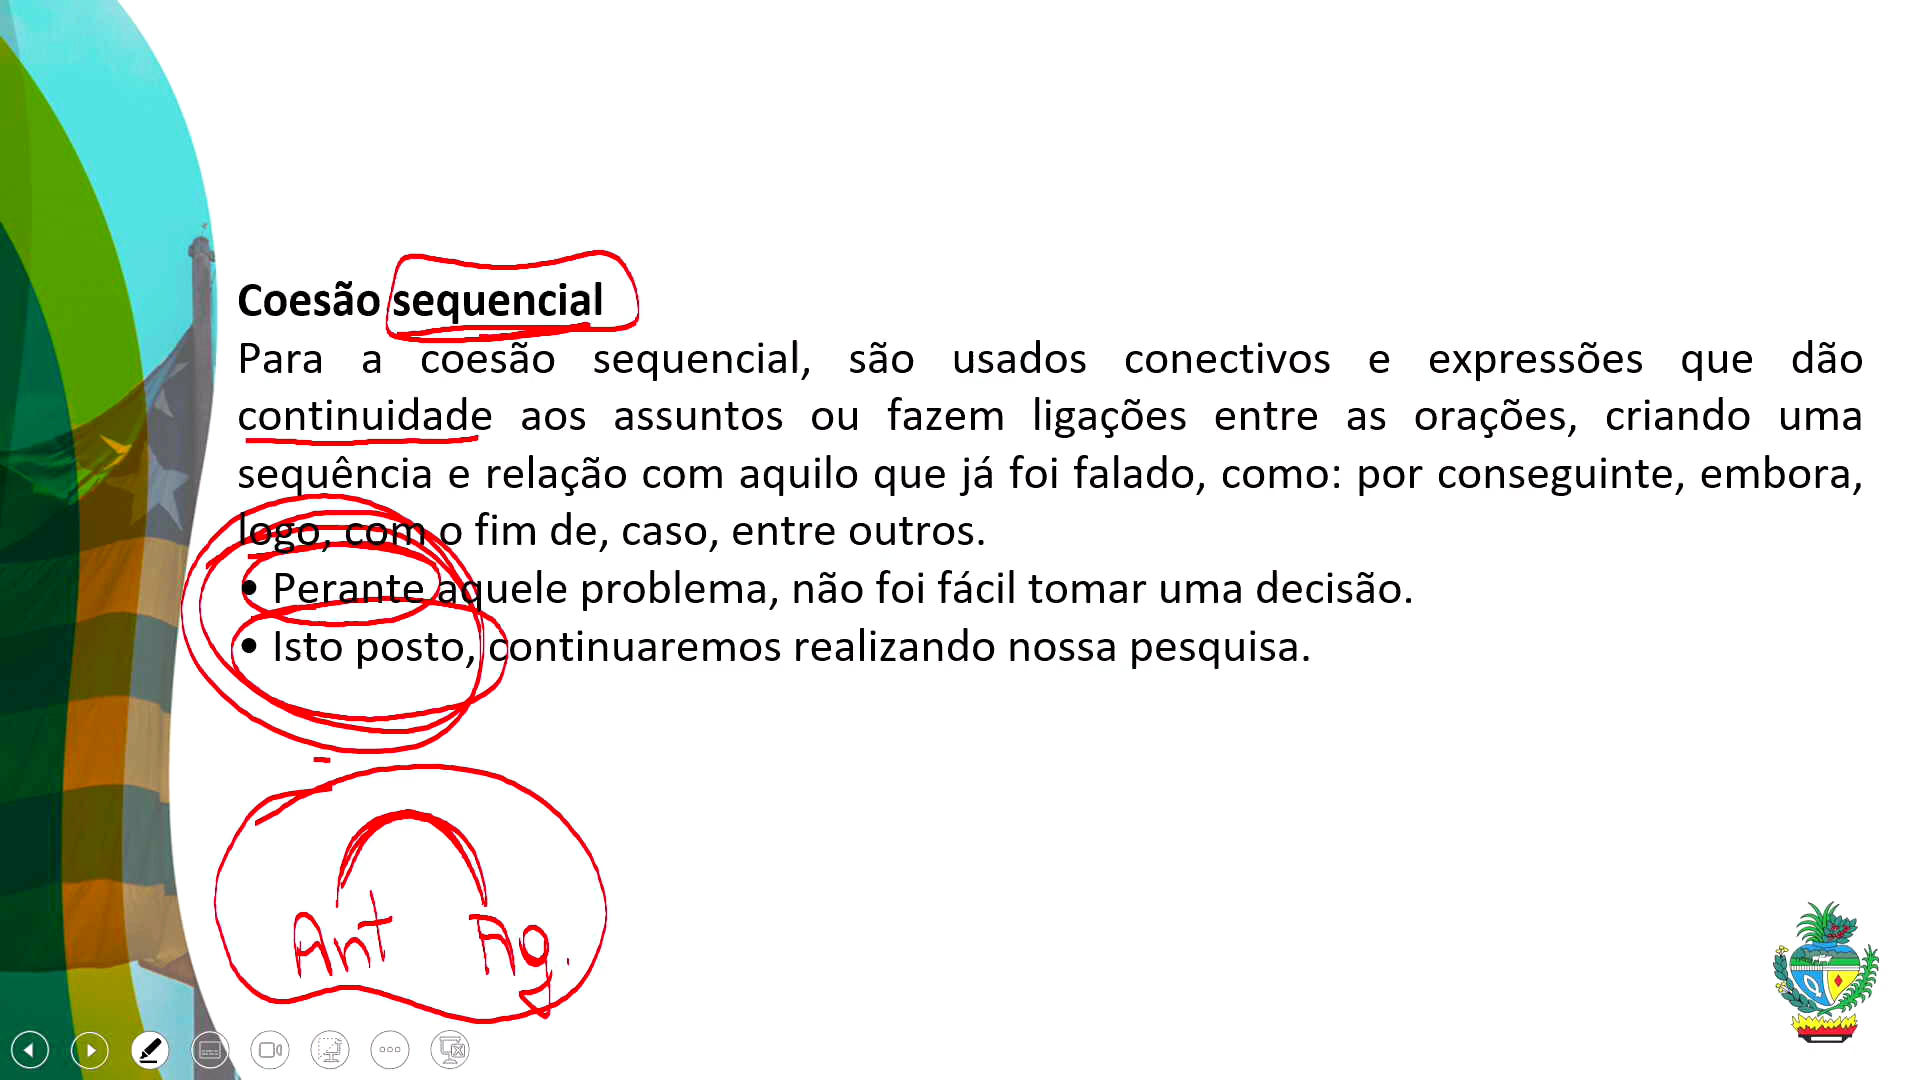 Coesão sequencial
Para a coesão sequencial, são usados conectivos e expressões que dão
continuidade aos assuntos ou fazem ligações entre as orações, criando uma
sequência e relação com aquilo que já foi falado, como: por conseguinte, embora,
logo, com o fim de, caso, entre outros.
• Perante aquele problema, não foi fácil tomar uma decisão.
• Isto posto, continuaremos realizando nossa pesquisa.
Ant Ag.